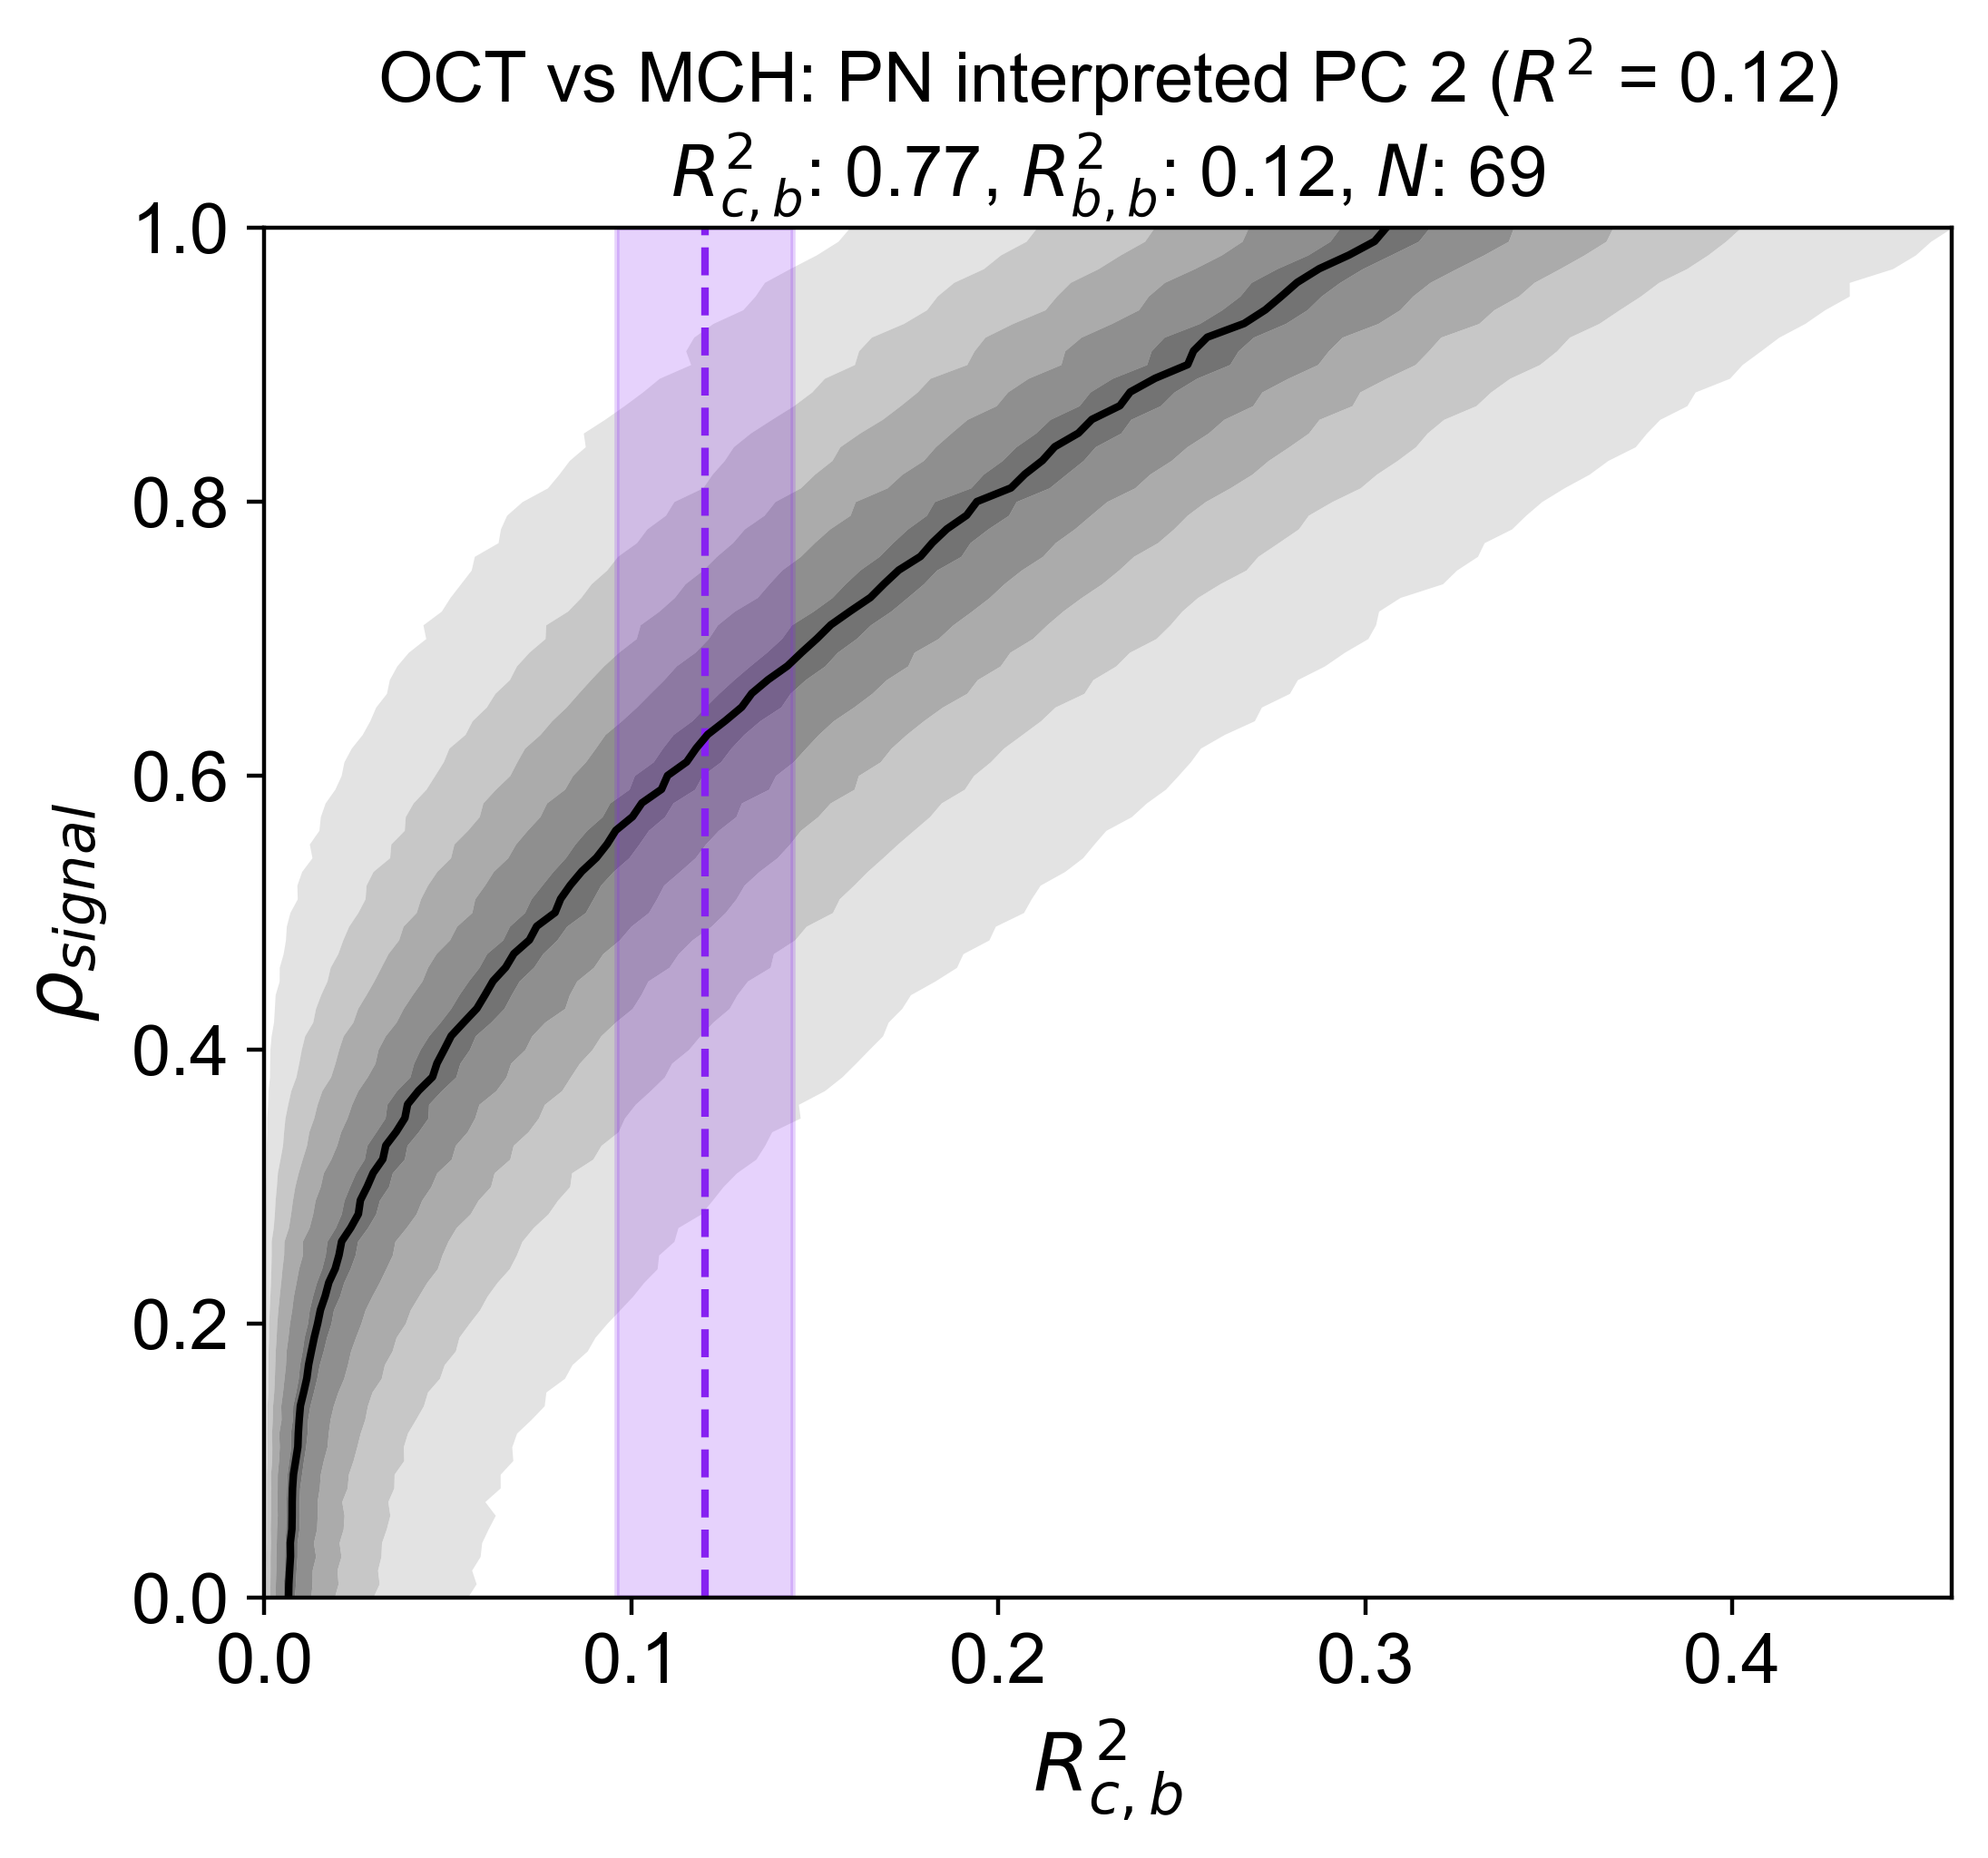 OCT vs MCH: PN interpreted PC 2 (R² = 0.12)
R²c,b: 0.77, R²b,b: 0.12, N: 69
1.0
0.8
0.6
0.4
0.2
0.0
ρsignal
0.0 0.1 0.2 0.3 0.4
R²c,b